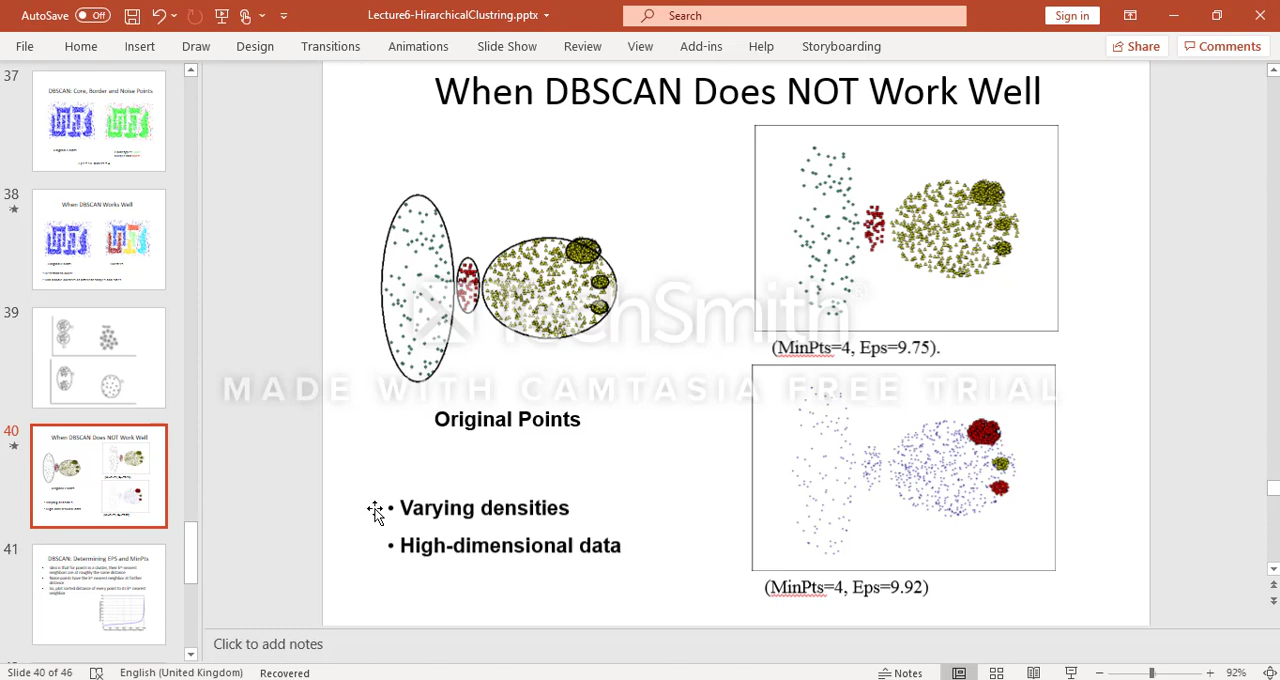 AutoSave Off Lecture6-HirarchicalClustring.pptx Search Sign in
File Home Insert Draw Design Transitions Animations Slide Show Review View Add-ins Help Storyboarding Share Comments
37
DBSCAN: Core, Border and Noise Points
38
When DBSCAN Works Well
39
40
When DBSCAN Does NOT Work Well
41
DBSCAN: Determining EPS and MinPts
When DBSCAN Does NOT Work Well
(MinPts=4, Eps=9.75).
TechSmith
MADE WITH CAMTASIA FREE TRIAL
Original Points
• Varying densities
• High-dimensional data
(MinPts=4, Eps=9.92)
Click to add notes
Slide 40 of 46 English (United Kingdom) Recovered Notes 92%